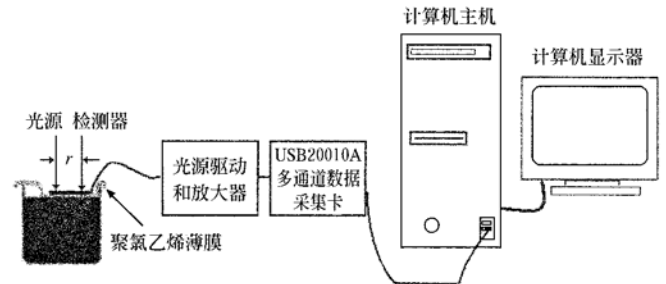 计算机主机
计算机显示器
光源 检测器
r
光源驱动
和放大器
USB20010A
多通道数据
采集卡
聚氯乙烯薄膜